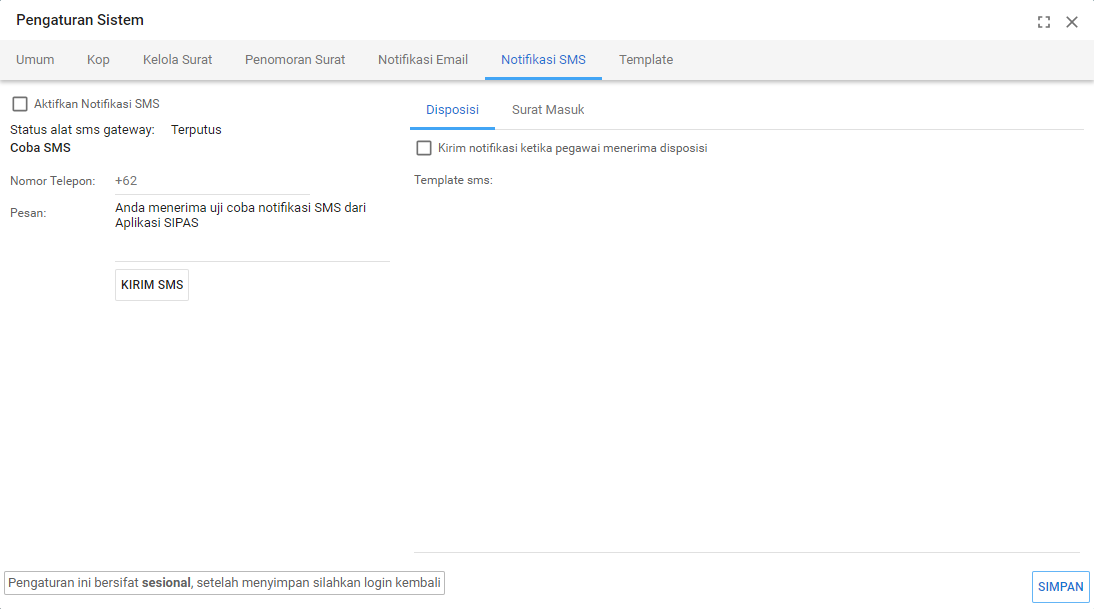 Pengaturan Sistem
Umum
Kop
Kelola Surat
Penomoran Surat
Notifikasi Email
Notifikasi SMS
Template
Aktifkan Notifikasi SMS
Status alat sms gateway: Terputus
Coba SMS
Nomor Telepon: +62
Pesan: Anda menerima uji coba notifikasi SMS dari
Aplikasi SIPAS
KIRIM SMS
Disposisi
Surat Masuk
Kirim notifikasi ketika pegawai menerima disposisi
Template sms:
Pengaturan ini bersifat sesional, setelah menyimpan silahkan login kembali
SIMPAN